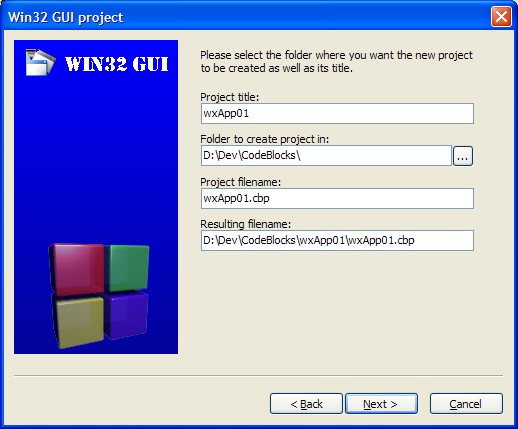 Win32 GUI project
WIN32 GUI
Please select the folder where you want the new project
to be created as well as its title.
Project title:
wxApp01
Folder to create project in:
D:\Dev\CodeBlocks\
...
Project filename:
wxApp01.cbp
Resulting filename:
D:\Dev\CodeBlocks\wxApp01\wxApp01.cbp
< Back
Next >
Cancel